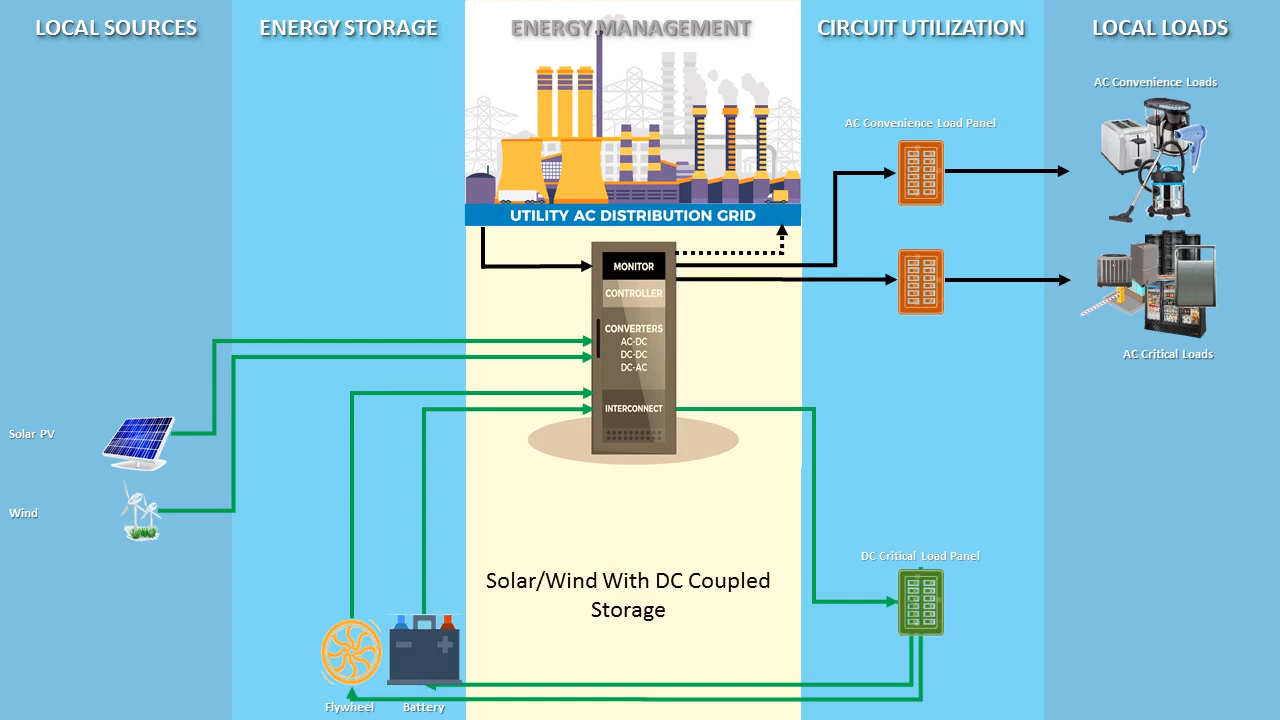 LOCAL SOURCES
ENERGY STORAGE
ENERGY MANAGEMENT
CIRCUIT UTILIZATION
LOCAL LOADS
AC Convenience Loads
AC Convenience Load Panel
UTILITY AC DISTRIBUTION GRID
MONITOR
CONTROLLER
CONVERTERS
AC-DC
DC-DC
DC-AC
INTERCONNECT
AC Critical Loads
Solar PV
Wind
DC Critical Load Panel
Solar/Wind With DC Coupled
Storage
Flywheel
Battery